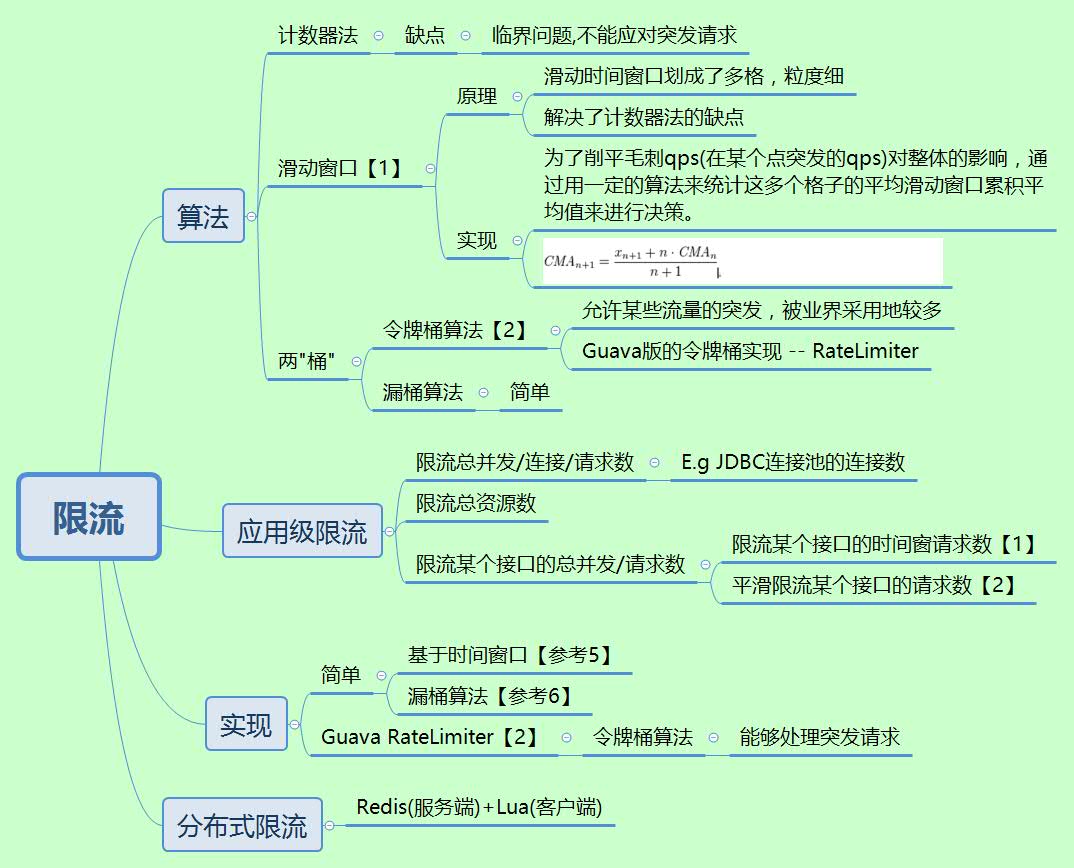 限流
算法
计数器法
缺点
临界问题,不能应对突发请求
滑动窗口【1】
原理
滑动时间窗口划成了多格，粒度细
解决了计数器法的缺点
实现
为了削平毛刺qps(在某个点突发的qps)对整体的影响，通
过用一定的算法来统计这多个格子的平均滑动窗口累积平
均值来进行决策。
CMAₙ₊₁ = (xₙ₊₁ + n · CMAₙ) / (n + 1)
两"桶"
令牌桶算法【2】
允许某些流量的突发，被业界采用地较多
Guava版的令牌桶实现 -- RateLimiter
漏桶算法
简单
应用级限流
限流总并发/连接/请求数
E.g JDBC连接池的连接数
限流总资源数
限流某个接口的总并发/请求数
限流某个接口的时间窗请求数【1】
平滑限流某个接口的请求数【2】
实现
简单
基于时间窗口【参考5】
漏桶算法【参考6】
Guava RateLimiter【2】
令牌桶算法
能够处理突发请求
分布式限流
Redis(服务端)+Lua(客户端)